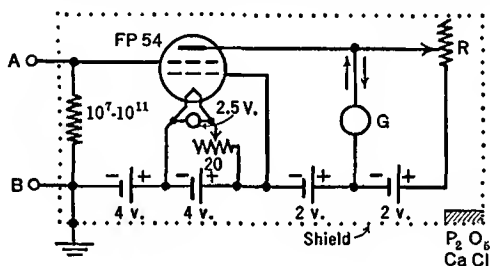 FP 54
A
R
10⁷-10¹¹
2.5 V.
G
20
B
− +
− +
− +
− +
4 v.
4 v.
2 v.
2 v.
Shield
P₂ O₅
Ca Cl